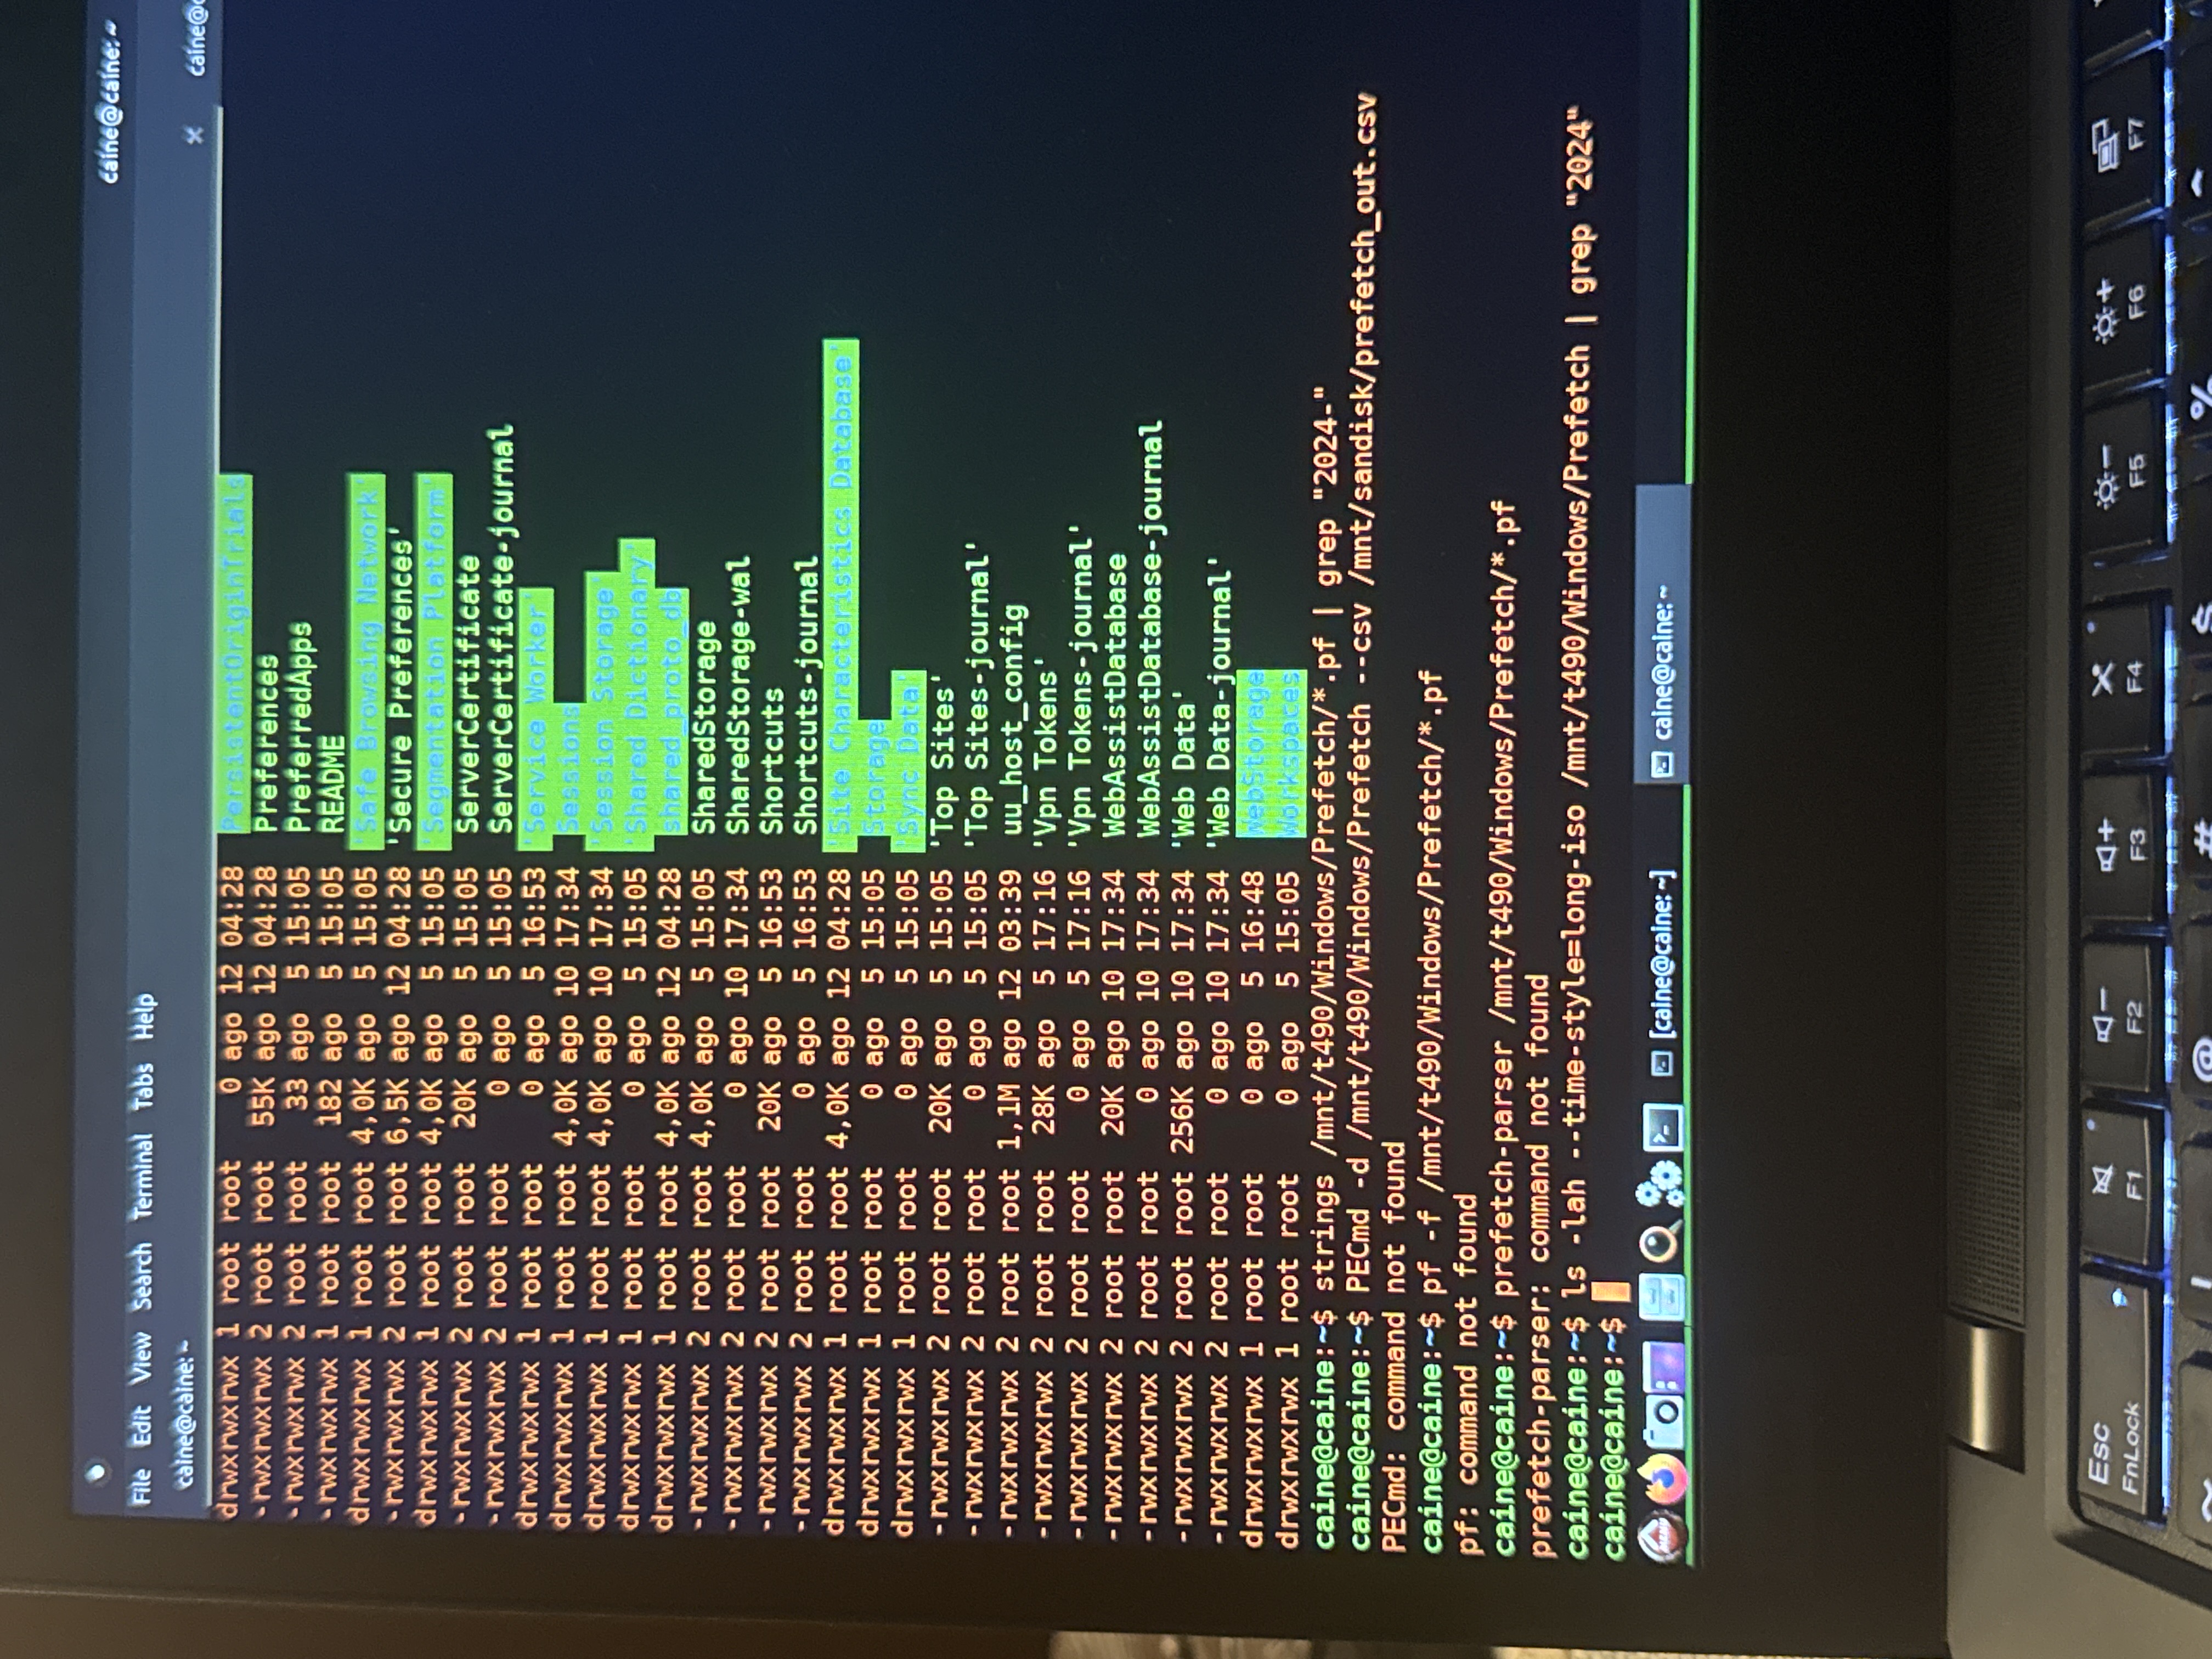 caine@caine: ~
File Edit View Search Terminal Tabs Help
caine@caine: ~
drwxrwxrwx 1 root root 0 ago 12 04:28 PersistentOriginTrials
-rwxrwxrwx 2 root root 55K ago 12 04:28 Preferences
-rwxrwxrwx 2 root root 33 ago 5 15:05 PreferredApps
-rwxrwxrwx 1 root root 182 ago 5 15:05 README
drwxrwxrwx 1 root root 4,0K ago 5 15:05 'Safe Browsing Network'
-rwxrwxrwx 2 root root 6,5K ago 12 04:28 'Secure Preferences'
drwxrwxrwx 1 root root 4,0K ago 5 15:05 'Segmentation Platform'
-rwxrwxrwx 2 root root 20K ago 5 15:05 ServerCertificate
-rwxrwxrwx 2 root root 0 ago 5 15:05 ServerCertificate-journal
drwxrwxrwx 1 root root 0 ago 5 16:53 'Service Worker'
drwxrwxrwx 1 root root 4,0K ago 10 17:34 Sessions
drwxrwxrwx 1 root root 4,0K ago 10 17:34 'Session Storage'
drwxrwxrwx 1 root root 0 ago 5 15:05 'Shared Dictionary'
drwxrwxrwx 1 root root 4,0K ago 12 04:28 shared_proto_db
-rwxrwxrwx 2 root root 4,0K ago 5 15:05 SharedStorage
-rwxrwxrwx 2 root root 0 ago 10 17:34 SharedStorage-wal
-rwxrwxrwx 2 root root 20K ago 5 16:53 Shortcuts
-rwxrwxrwx 2 root root 0 ago 5 16:53 Shortcuts-journal
drwxrwxrwx 1 root root 4,0K ago 12 04:28 'Site Characteristics Database'
drwxrwxrwx 1 root root 0 ago 5 15:05 Storage
drwxrwxrwx 1 root root 0 ago 5 15:05 'Sync Data'
-rwxrwxrwx 2 root root 20K ago 5 15:05 'Top Sites'
-rwxrwxrwx 2 root root 0 ago 5 15:05 'Top Sites-journal'
-rwxrwxrwx 2 root root 1,1M ago 12 03:39 uu_host_config
-rwxrwxrwx 2 root root 28K ago 5 17:16 'Vpn Tokens'
-rwxrwxrwx 2 root root 0 ago 5 17:16 'Vpn Tokens-journal'
-rwxrwxrwx 2 root root 20K ago 10 17:34 WebAssistDatabase
-rwxrwxrwx 2 root root 0 ago 10 17:34 WebAssistDatabase-journal
-rwxrwxrwx 2 root root 256K ago 10 17:34 'Web Data'
-rwxrwxrwx 2 root root 0 ago 10 17:34 'Web Data-journal'
drwxrwxrwx 1 root root 0 ago 5 16:48 WebStorage
drwxrwxrwx 1 root root 0 ago 5 15:05 Workspaces
caine@caine:~$ strings /mnt/t490/Windows/Prefetch/*.pf | grep "2024-"
caine@caine:~$ PECmd -d /mnt/t490/Windows/Prefetch --csv /mnt/sandisk/prefetch_out.csv
PECmd: command not found
caine@caine:~$ pf -f /mnt/t490/Windows/Prefetch/*.pf
pf: command not found
caine@caine:~$ prefetch-parser /mnt/t490/Windows/Prefetch/*.pf
prefetch-parser: command not found
caine@caine:~$ ls -lah --time-style=long-iso /mnt/t490/Windows/Prefetch | grep "2024"
caine@caine:~$
MENU [caine@caine: ~] caine@caine: ~
Esc
FnLock F1 F2 F3 F4 F5 F6 F7
~ ! @ # $ % ^